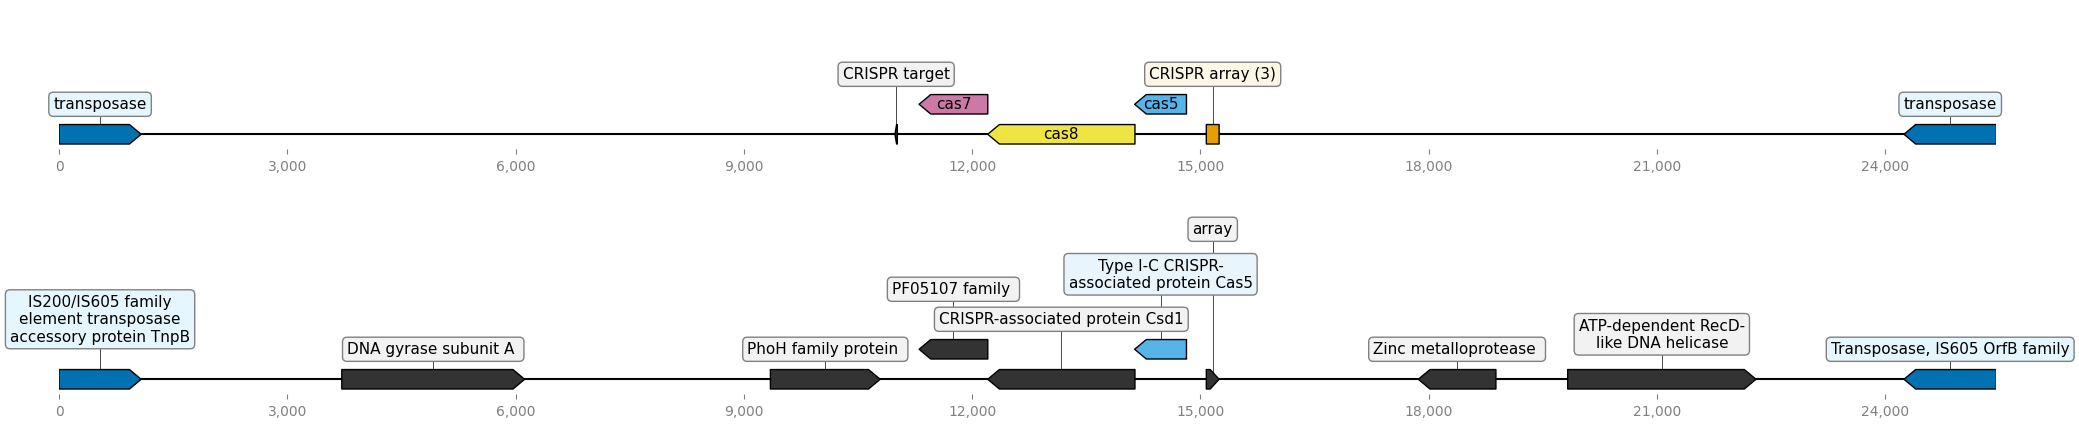 CRISPR target
CRISPR array (3)
transposase
cas7
cas5
transposase
cas8
0
3,000
6,000
9,000
12,000
15,000
18,000
21,000
24,000
array
Type I-C CRISPR-
associated protein Cas5
PF05107 family
IS200/IS605 family
element transposase
accessory protein TnpB
CRISPR-associated protein Csd1
ATP-dependent RecD-
like DNA helicase
DNA gyrase subunit A
PhoH family protein
Zinc metalloprotease
Transposase, IS605 OrfB family
0
3,000
6,000
9,000
12,000
15,000
18,000
21,000
24,000